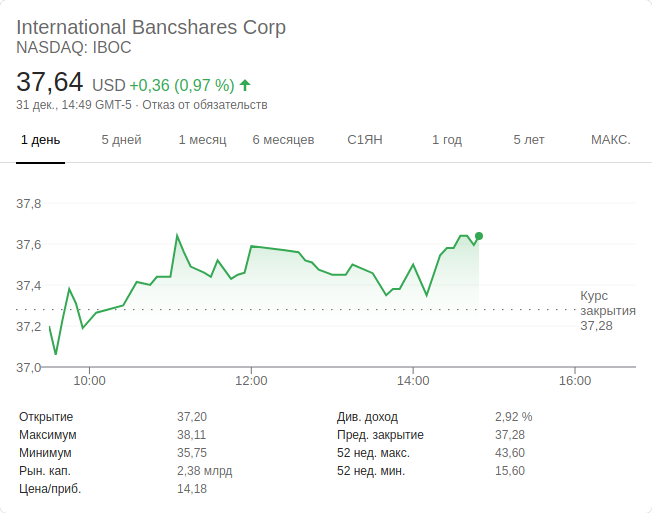 International Bancshares Corp
NASDAQ: IBOC
37,64 USD +0,36 (0,97 %)
31 дек., 14:49 GMT-5 · Отказ от обязательств
1 день 5 дней 1 месяц 6 месяцев С1ЯН 1 год 5 лет МАКС.
37,8
37,6
37,4
Курс
закрытия
37,28
37,2
37,0
10:00 12:00 14:00 16:00
Открытие 37,20 Див. доход 2,92 %
Максимум 38,11 Пред. закрытие 37,28
Минимум 35,75 52 нед. макс. 43,60
Рын. кап. 2,38 млрд 52 нед. мин. 15,60
Цена/приб. 14,18